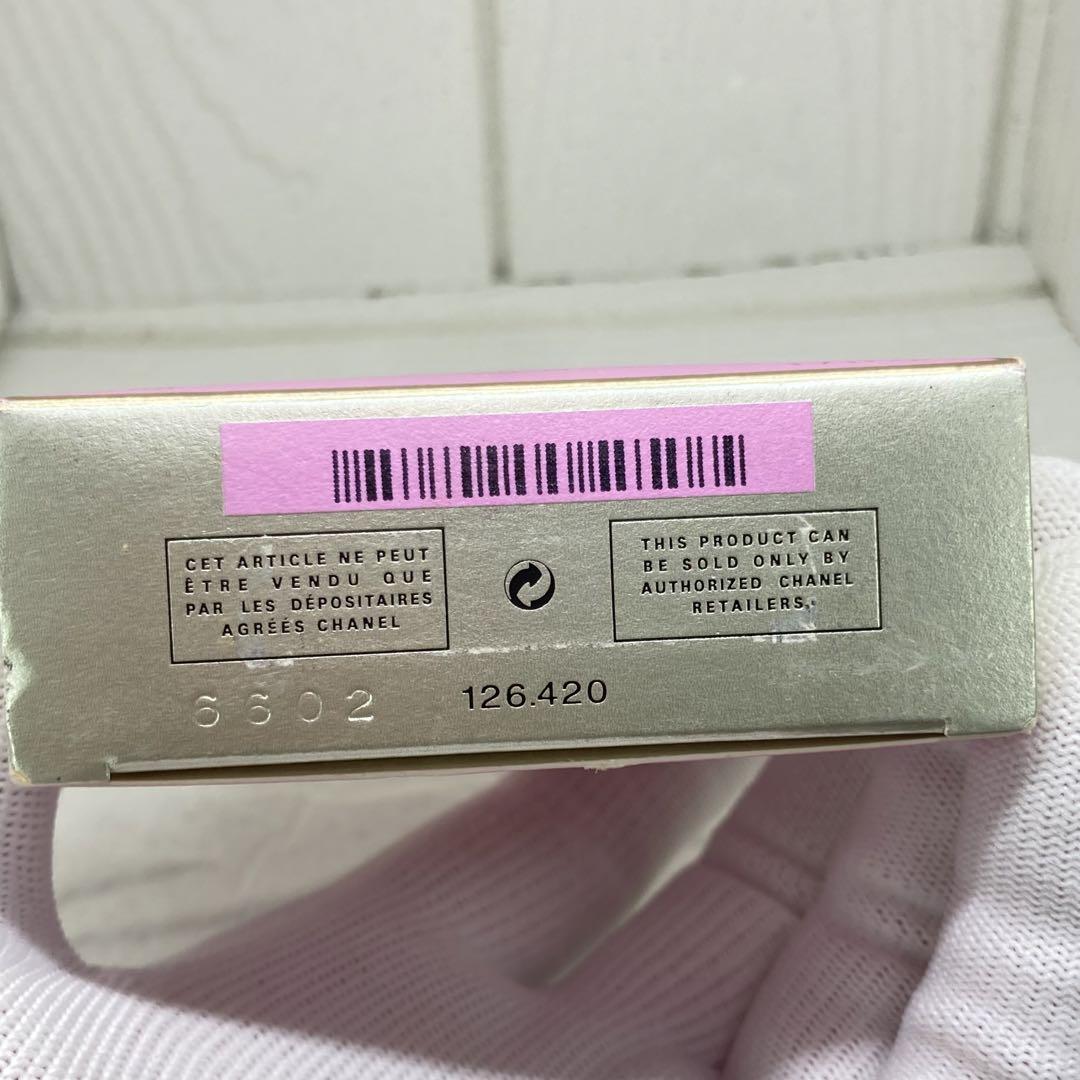 CET ARTICLE NE PEUT
ÊTRE VENDU QUE
PAR LES DÉPOSITAIRES
AGRÉÉS CHANEL
THIS PRODUCT CAN
BE SOLD ONLY BY
AUTHORIZED CHANEL
RETAILERS.
6602
126.420